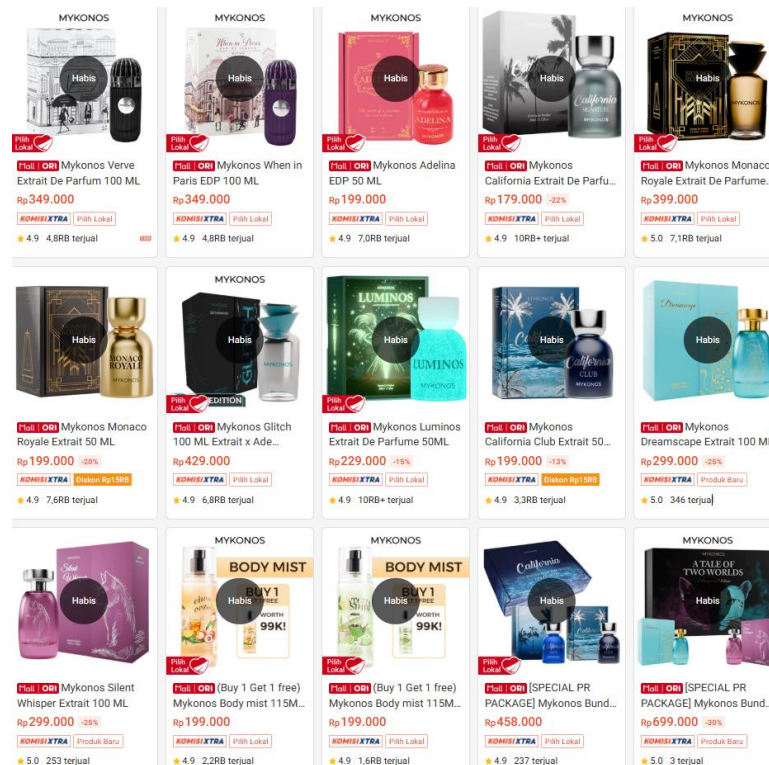 MYKONOS
Habis
Pilih
Lokal
Mall | ORI Mykonos Verve
Extrait De Parfum 100 ML
Rp349.000
KOMISI XTRA Pilih Lokal
4.9 4,8RB terjual
MYKONOS
When in Paris
Habis
Pilih
Lokal
Mall | ORI Mykonos When in
Paris EDP 100 ML
Rp349.000
KOMISI XTRA Pilih Lokal
4.9 4,8RB terjual
MYKONOS
Habis
ADELINA
Pilih
Lokal
Mall | ORI Mykonos Adelina
EDP 50 ML
Rp199.000
KOMISI XTRA Pilih Lokal
4.9 7,0RB terjual
MYKONOS
Habis
California
MYKONOS
Pilih
Lokal
Mall | ORI Mykonos
California Extrait De Parfu...
Rp179.000 -22%
KOMISI XTRA Pilih Lokal
4.9 10RB+ terjual
MYKONOS
Habis
MYKONOS
Pilih
Lokal
Mall | ORI Mykonos Monaco
Royale Extrait De Parfume.
Rp399.000
KOMISI XTRA Pilih Lokal
5.0 7,1RB terjual
Habis
MONACO
ROYALE
MYKONOS
Mall | ORI Mykonos Monaco
Royale Extrait 50 ML
Rp199.000 -20%
KOMISI XTRA Diskon Rp15RB
4.9 7,6RB terjual
MYKONOS
Habis
MYKONOS
Pilih
Lokal
EDITION
Mall | ORI Mykonos Glitch
100 ML Extrait x Ade...
Rp429.000
KOMISI XTRA Pilih Lokal
4.9 6,8RB terjual
LUMINOS
Habis
LUMINOS
MYKONOS
Pilih
Lokal
Mall | ORI Mykonos Luminos
Extrait De Parfume 50ML
Rp229.000 -15%
KOMISI XTRA Pilih Lokal
4.9 10RB+ terjual
MYKONOS
Habis
California
CLUB
MYKONOS
Mall | ORI Mykonos
California Club Extrait 50...
Rp199.000 -13%
KOMISI XTRA Diskon Rp15RB
4.9 3,3RB terjual
Dreamscape
Habis
Mall | ORI Mykonos
Dreamscape Extrait 100 Ml
Rp299.000 -25%
KOMISI XTRA Produk Baru
5.0 346 terjual
Silent
Habis
Mall | ORI Mykonos Silent
Whisper Extrait 100 ML
Rp299.000 -25%
KOMISI XTRA Produk Baru
5.0 253 terjual
MYKONOS
BODY MIST
BUY 1
FREE
WORTH
99K!
Habis
Pilih
Lokal
Mall | ORI (Buy 1 Get 1 free)
Mykonos Body mist 115M...
Rp199.000
KOMISI XTRA Pilih Lokal
4.9 2,2RB terjual
MYKONOS
BODY MIST
BUY 1
FREE
WORTH
99K!
Habis
Pilih
Lokal
Mall | ORI (Buy 1 Get 1 free)
Mykonos Body mist 115M...
Rp199.000
KOMISI XTRA Pilih Lokal
4.9 1,6RB terjual
California
Habis
Pilih
Lokal
Mall | ORI [SPECIAL PR
PACKAGE] Mykonos Bund...
Rp458.000
KOMISI XTRA Pilih Lokal
4.9 237 terjual
MYKONOS
MYKONOS
A TALE OF
TWO WORLDS
Habis
Mall | ORI [SPECIAL PR
PACKAGE] Mykonos Bund..
Rp699.000 -30%
KOMISI XTRA Produk Baru
5.0 3 terjual